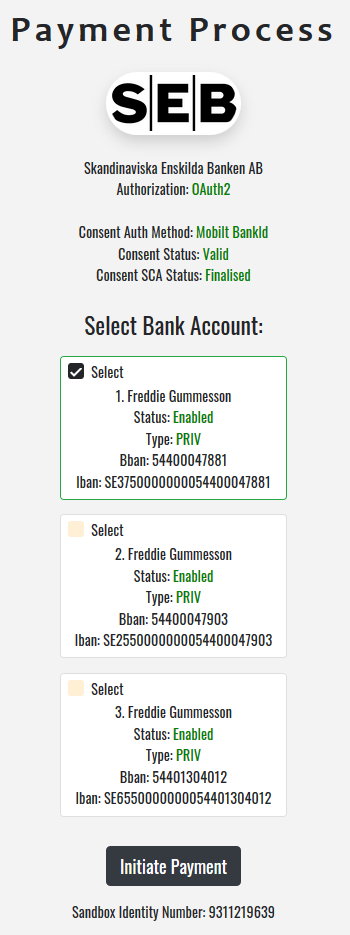 Payment Process
SEB
Skandinaviska Enskilda Banken AB
Authorization: OAuth2
Consent Auth Method: Mobilt BankId
Consent Status: Valid
Consent SCA Status: Finalised
Select Bank Account:
Select
1. Freddie Gummesson
Status: Enabled
Type: PRIV
Bban: 54400047881
Iban: SE3750000000054400047881
Select
2. Freddie Gummesson
Status: Enabled
Type: PRIV
Bban: 54400047903
Iban: SE2550000000054400047903
Select
3. Freddie Gummesson
Status: Enabled
Type: PRIV
Bban: 54401304012
Iban: SE6550000000054401304012
Initiate Payment
Sandbox Identity Number: 9311219639